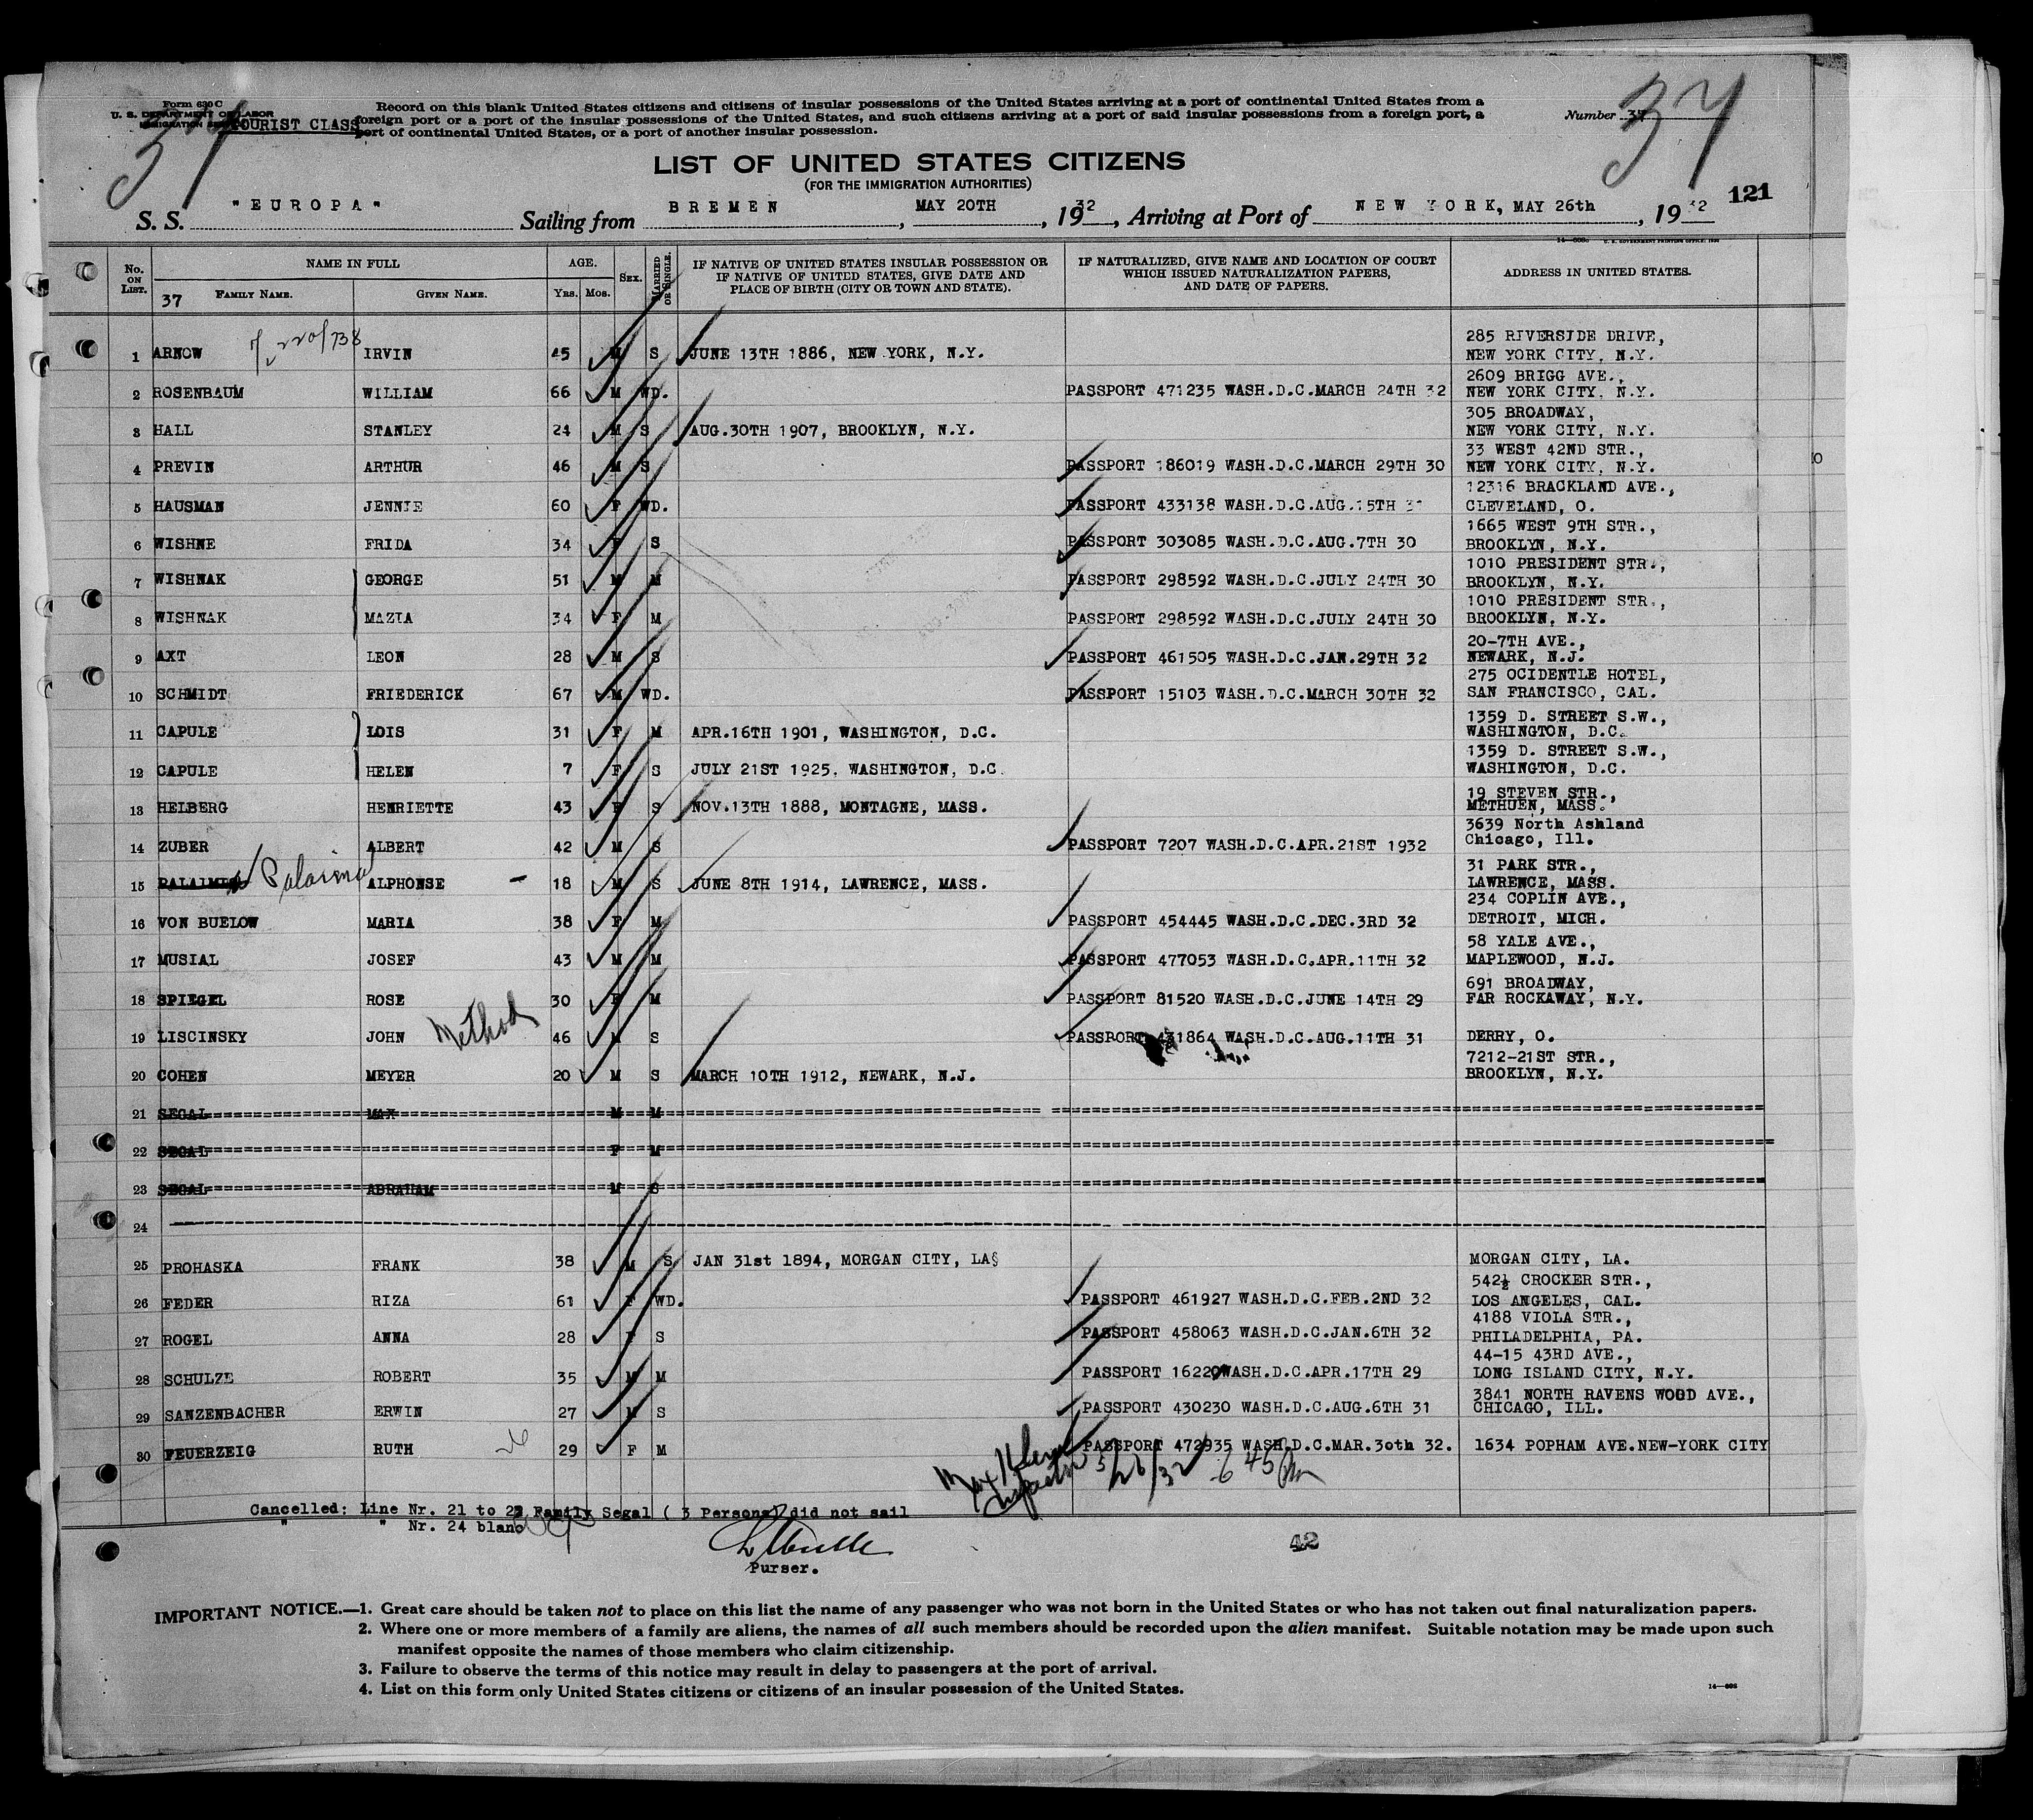 Form 630 C
U. S. DEPARTMENT OF LABOR
IMMIGRATION
TOURIST CLASS
Record on this blank United States citizens and citizens of insular possessions of the United States arriving at a port of continental United States from a
foreign port or a port of the insular possessions of the United States, and such citizens arriving at a port of said insular possessions from a foreign port, a
port of continental United States, or a port of another insular possession.
Number 37
37
37
LIST OF UNITED STATES CITIZENS
(FOR THE IMMIGRATION AUTHORITIES)
121
S. S. "EUROPA" Sailing from BREMEN, MAY 20TH, 1932, Arriving at Port of NEW YORK, MAY 26th, 1932
No. ON LIST. NAME IN FULL AGE. SEX. MARRIED OR SINGLE. IF NATIVE OF UNITED STATES INSULAR POSSESSION OR IF NATIVE OF UNITED STATES, GIVE DATE AND PLACE OF BIRTH (CITY OR TOWN AND STATE). IF NATURALIZED, GIVE NAME AND LOCATION OF COURT WHICH ISSUED NATURALIZATION PAPERS, AND DATE OF PAPERS. ADDRESS IN UNITED STATES.
37 FAMILY NAME. GIVEN NAME. YRS. MOS.
1 ARNOW IRVIN 45 M S JUNE 13TH 1886, NEW YORK, N.Y. 285 RIVERSIDE DRIVE, NEW YORK CITY, N.Y.
2 ROSENBAUM WILLIAM 66 M WD. PASSPORT 471235 WASH.D.C.MARCH 24TH 32 2609 BRIGG AVE., NEW YORK CITY, N.Y.
3 HALL STANLEY 24 M S AUG.30TH 1907, BROOKLYN, N.Y. 305 BROADWAY, NEW YORK CITY, N.Y.
4 PREVIN ARTHUR 46 M S PASSPORT 186019 WASH.D.C.MARCH 29TH 30 33 WEST 42ND STR., NEW YORK CITY, N.Y.
5 HAUSMAN JENNIE 60 F WD. PASSPORT 433138 WASH.D.C.AUG.15TH 12316 BRACKLAND AVE., CLEVELAND, O.
6 WISHNE FRIDA 34 F S PASSPORT 303085 WASH.D.C.AUG.7TH 30 1665 WEST 9TH STR., BROOKLYN, N.Y.
7 WISHNAK GEORGE 51 M M PASSPORT 298592 WASH.D.C.JULY 24TH 30 1010 PRESIDENT STR., BROOKLYN, N.Y.
8 WISHNAK MAZIA 34 F M PASSPORT 298592 WASH.D.C.JULY 24TH 30 1010 PRESIDENT STR., BROOKLYN, N.Y.
9 AXT LEON 28 M S PASSPORT 461505 WASH.D.C.JAN.29TH 32 20-7TH AVE., NEWARK, N.J.
10 SCHMIDT FRIEDERICK 67 M WD. PASSPORT 15103 WASH.D.C.MARCH 30TH 32 275 OCIDENTLE HOTEL, SAN FRANCISCO, CAL.
11 CAPULE LOIS 31 F M APR.16TH 1901, WASHINGTON, D.C. 1359 D. STREET S.W., WASHINGTON, D.C.
12 CAPULE HELEN 7 F S JULY 21ST 1925, WASHINGTON, D.C. 1359 D. STREET S.W., WASHINGTON, D.C.
13 HELBERG HENRIETTE 43 F S NOV.13TH 1888, MONTAGNE, MASS. 19 STEVEN STR., METHUEN, MASS.
14 ZUBER ALBERT 42 M S PASSPORT 7207 WASH.D.C.APR.21ST 1932 3639 North Ashland Chicago, Ill.
15 Palaima ALPHONSE 18 M S JUNE 8TH 1914, LAWRENCE, MASS. 31 PARK STR., LAWRENCE, MASS.
16 VON BUELOW MARIA 38 F M PASSPORT 454445 WASH.D.C.DEC.3RD 32 234 COPLIN AVE., DETROIT, MICH.
17 MUSIAL JOSEF 43 M M PASSPORT 477053 WASH.D.C.APR.11TH 32 58 YALE AVE., MAPLEWOOD, N.J.
18 SPIEGEL ROSE 30 F M PASSPORT 81520 WASH.D.C.JUNE 14TH 29 691 BROADWAY, FAR ROCKAWAY, N.Y.
19 LISCINSKY JOHN Method 46 M S PASSPORT 431864 WASH.D.C.AUG.11TH 31 DERRY, O.
20 COHEN MEYER 20 M S MARCH 10TH 1912, NEWARK, N.J. 7212-21ST STR., BROOKLYN, N.Y.
21 SEGAL MAX M M
22 SEGAL F M
23 SEGAL ABRAHAM M S
24
25 PROHASKA FRANK 38 M S JAN 31st 1894, MORGAN CITY, LA§ MORGAN CITY, LA.
26 FEDER RIZA 61 F WD. PASSPORT 461927 WASH.D.C.FEB.2ND 32 542½ CROCKER STR., LOS ANGELES, CAL.
27 ROGEL ANNA 28 F S PASSPORT 458063 WASH.D.C.JAN.6TH 32 4188 VIOLA STR., PHILADELPHIA, PA.
28 SCHULZE ROBERT 35 M M PASSPORT 16220 WASH.D.C.APR.17TH 29 44-15 43RD AVE., LONG ISLAND CITY, N.Y.
29 SANZENBACHER ERWIN 27 M S PASSPORT 430230 WASH.D.C.AUG.6TH 31 3841 NORTH RAVENS WOOD AVE., CHICAGO, ILL.
30 FEUERZEIG RUTH 29 F M PASSPORT 472935 WASH.D.C.MAR.30th 32. 1634 POPHAM AVE.NEW-YORK CITY
Inspector 5/26/32 645 Pm
Cancelled: Line Nr. 21 to 23 Family Segal ( 3 Persons) did not sail
" " Nr. 24 blanc
Purser.
42
IMPORTANT NOTICE.—1. Great care should be taken not to place on this list the name of any passenger who was not born in the United States or who has not taken out final naturalization papers.
2. Where one or more members of a family are aliens, the names of all such members should be recorded upon the alien manifest. Suitable notation may be made upon such
manifest opposite the names of those members who claim citizenship.
3. Failure to observe the terms of this notice may result in delay to passengers at the port of arrival.
4. List on this form only United States citizens or citizens of an insular possession of the United States.